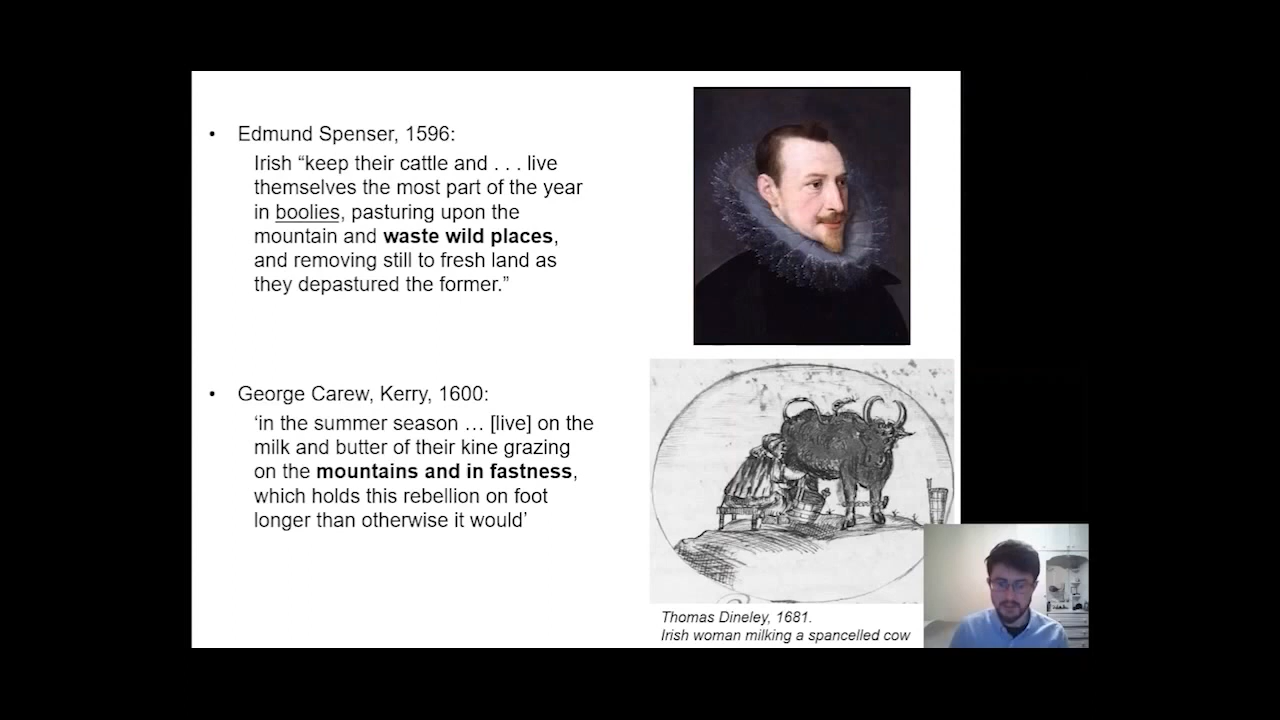 • Edmund Spenser, 1596:
Irish “keep their cattle and . . . live
themselves the most part of the year
in boolies, pasturing upon the
mountain and waste wild places,
and removing still to fresh land as
they depastured the former.”
• George Carew, Kerry, 1600:
‘in the summer season … [live] on the
milk and butter of their kine grazing
on the mountains and in fastness,
which holds this rebellion on foot
longer than otherwise it would’
Thomas Dineley, 1681.
Irish woman milking a spancelled cow